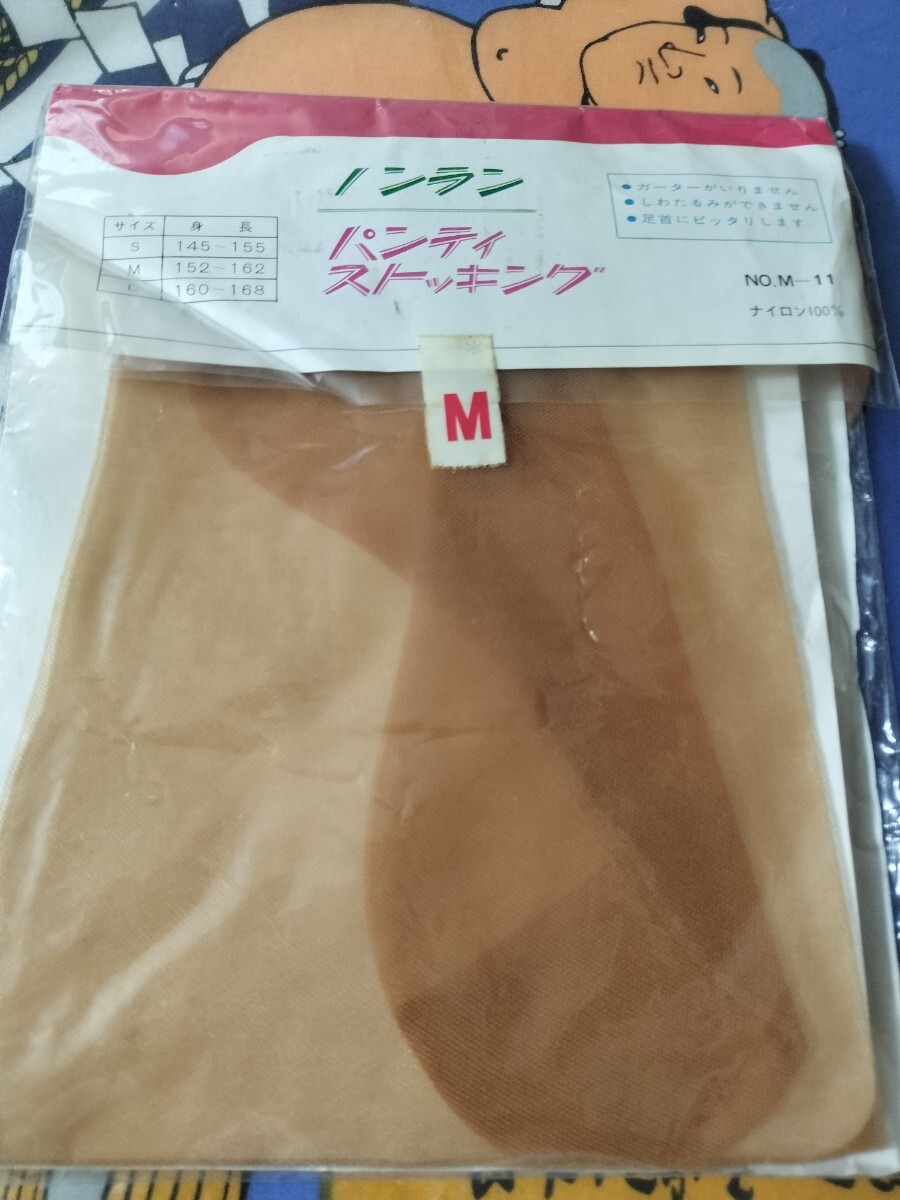 ノンラン
パンティ
ストッキング
サイズ 身長
S 145~155
M 152~162
L 160~168
●ガーターがいりません
●しわたるみができません
●足首にピッタリします
NO.M-11
ナイロン100%
M